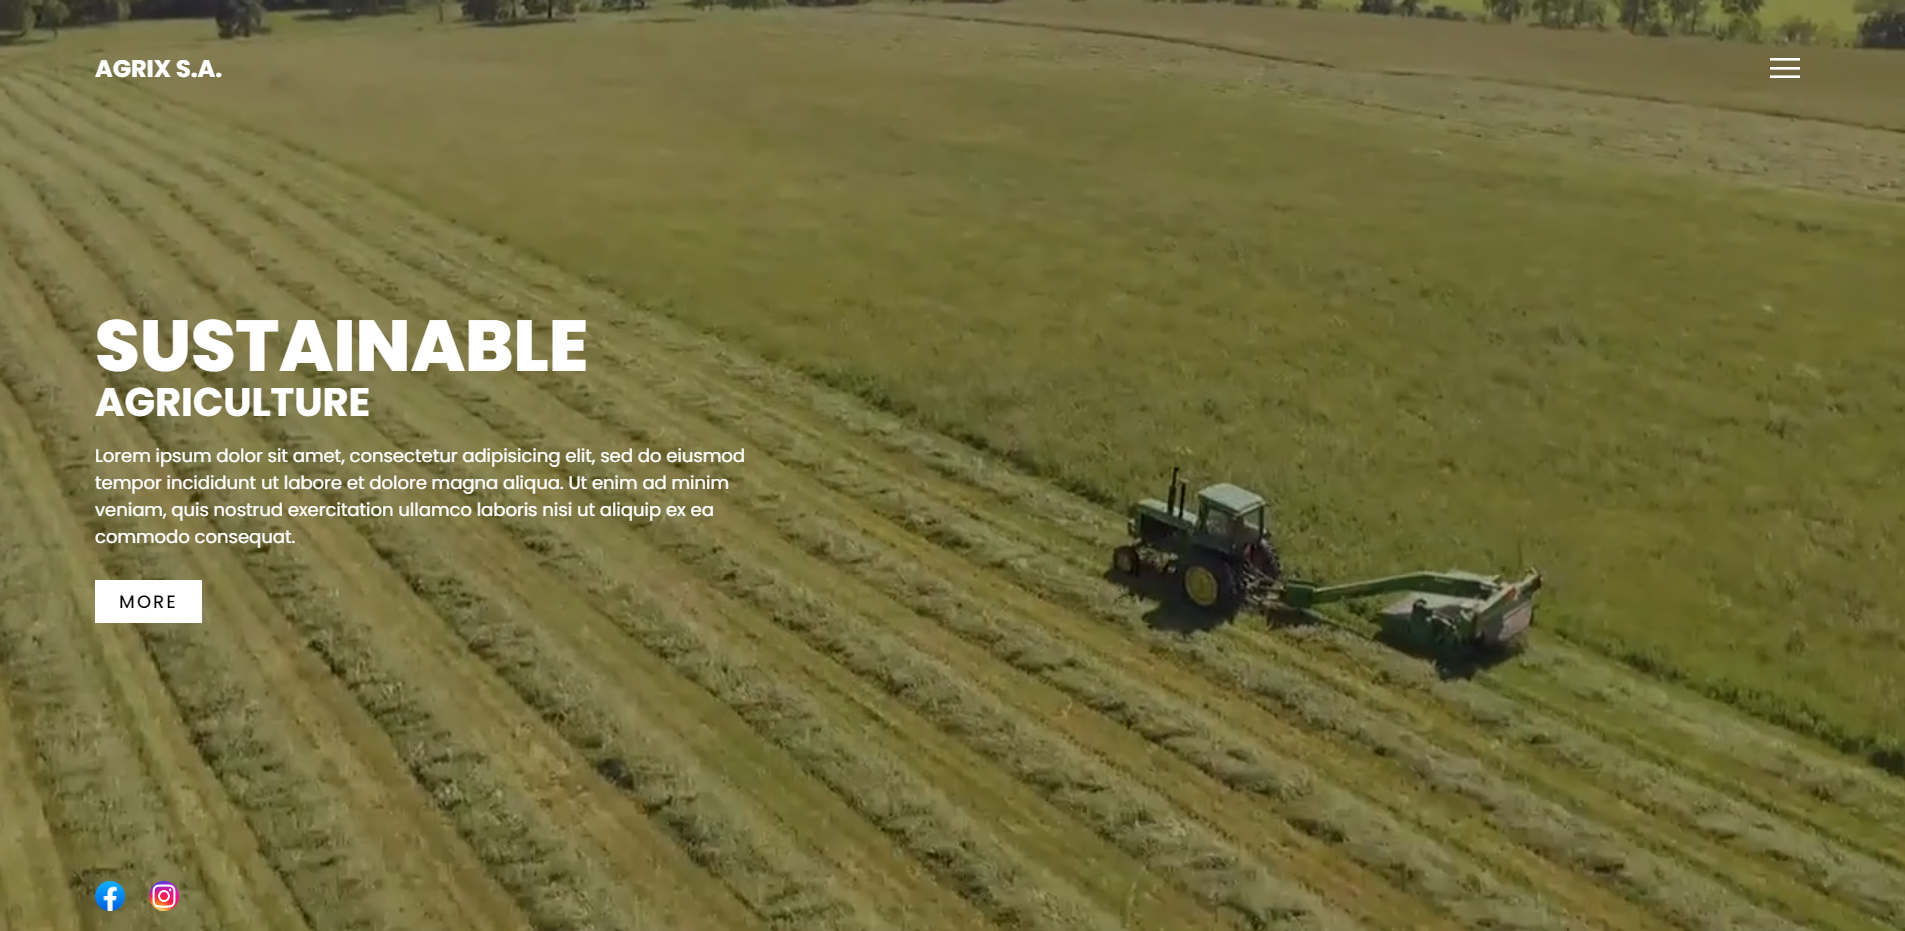 AGRIX S.A.
SUSTAINABLE
AGRICULTURE
Lorem ipsum dolor sit amet, consectetur adipisicing elit, sed do eiusmod
tempor incididunt ut labore et dolore magna aliqua. Ut enim ad minim
veniam, quis nostrud exercitation ullamco laboris nisi ut aliquip ex ea
commodo consequat.
MORE